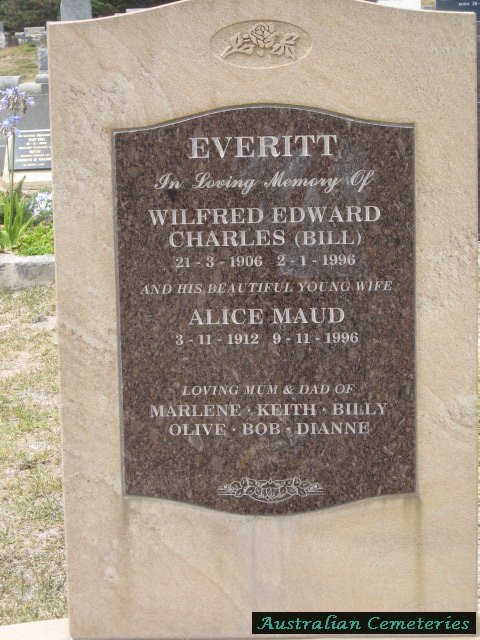 EVERITT
In Loving Memory Of
WILFRED EDWARD
CHARLES (BILL)
21 - 3 - 1906 2 - 1 - 1996
AND HIS BEAUTIFUL YOUNG WIFE
ALICE MAUD
3 - 11 - 1912 9 - 11 - 1996
LOVING MUM & DAD OF
MARLENE · KEITH · BILLY
OLIVE · BOB · DIANNE
Australian Cemeteries